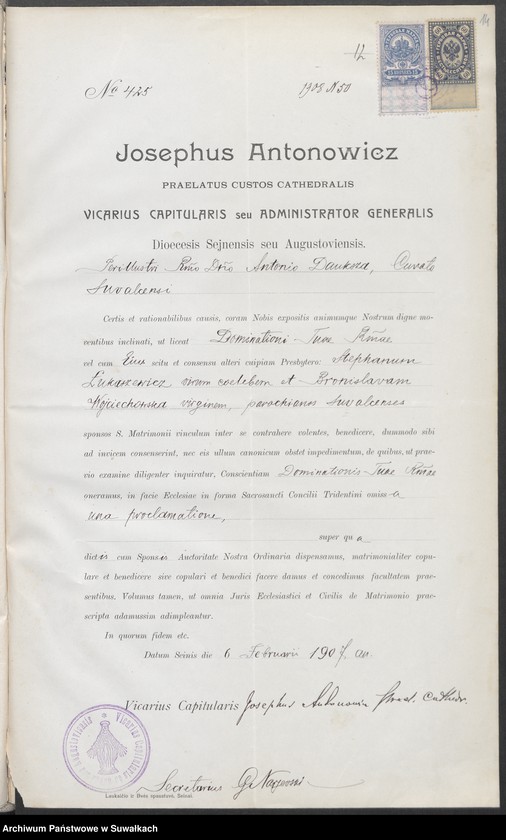 14
12
No 425
1908 N 50
Josephus Antonowicz
PRAELATUS CUSTOS CATHEDRALIS
VICARIUS CAPITULARIS seu ADMINISTRATOR GENERALIS
Dioecesis Sejnensis seu Augustoviensis.
Perillustri Rmo Dno Antonio Dauksza, Curato
Suvalcensi
Certis et rationabilibus causis, coram Nobis expositis animumque Nostrum digne mo-
centibus inclinati, ut liceat Dominationi Tuae Rmae
vel cum Ejus scitu et consensu alteri cuipiam Presbytero: Stephanum
Łukaszewicz virum coelibem et Bronislavam
Wojciechowska virginem, parochianos Suvalcenses
sponsos S. Matrimonii vinculum inter se contrahere volentes, benedicere, dummodo sibi
ad invicem consenserint, nec eis ullum canonicum obstet impedimentum, de quibus, ut prae-
vio examine diligenter inquiratur, Conscientiam Dominationis Tuae Rmae
oneramus, in facie Ecclesiae in forma Sacrosancti Concilii Tridentini omissa
una proclamatione,
super qua
dictis cum Sponsis Auctoritate Nostra Ordinaria dispensamus, matrimonialiter copu-
lare et benedicere sive copulari et benedici facere damus et concedimus facultatem prae-
sentibus, Volumus tamen, ut omnia Juris Ecclesiastici et Civilis de Matrimonio prae-
scripta adamussim adimpleantur.
In quorum fidem etc.
Datum Seinis die 6 Februarii 1907 an.
Vicarius Capitularis Josephus Antonowicz Prael. Cathedr.
Secretarius
Archiwum Państwowe w Suwałkach